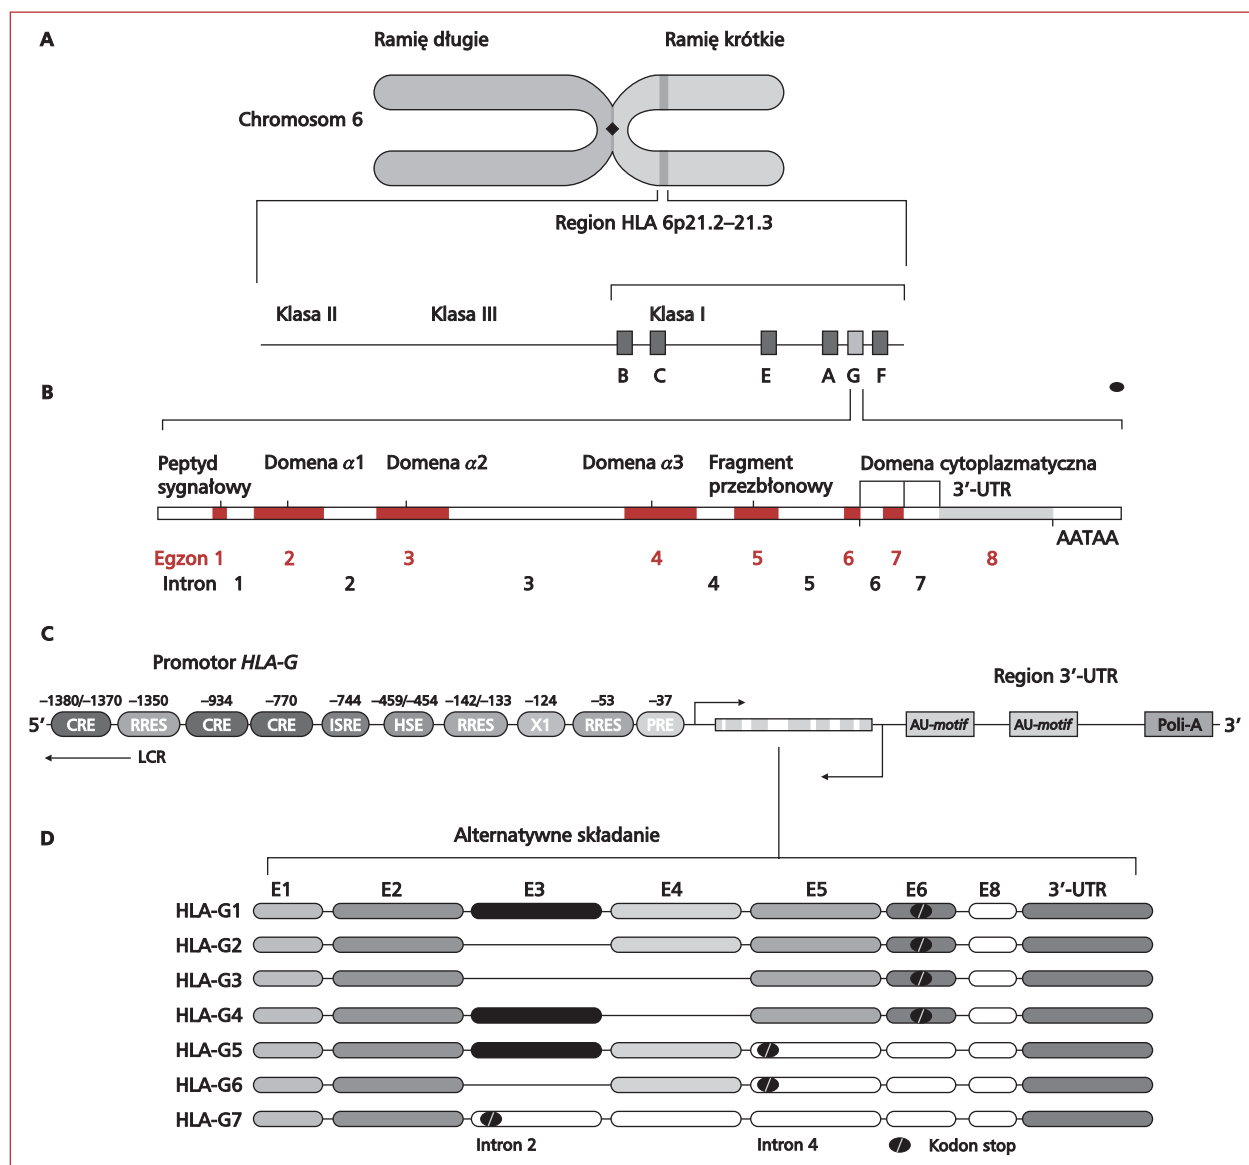 A
Ramię długie
Ramię krótkie
Chromosom 6
Region HLA 6p21.2–21.3
Klasa II
Klasa III
Klasa I
B C E A G F
B
Peptyd
sygnałowy
Domena α1
Domena α2
Domena α3
Fragment
przezbłonowy
Domena cytoplazmatyczna
3’-UTR
AATAA
Egzon 1 2 3 4 5 6 7 8
Intron 1 2 3 4 5 6 7
C
Promotor HLA-G
Region 3’-UTR
–1380/–1370 –1350 –934 –770 –744 –459/–454 –142/–133 –124 –53 –37
5’ CRE RRES CRE CRE ISRE HSE RRES X1 RRES PRE AU-motif AU-motif Poli-A 3’
LCR
D
Alternatywne składanie
E1 E2 E3 E4 E5 E6 E8 3’-UTR
HLA-G1
HLA-G2
HLA-G3
HLA-G4
HLA-G5
HLA-G6
HLA-G7
Intron 2 Intron 4 Kodon stop